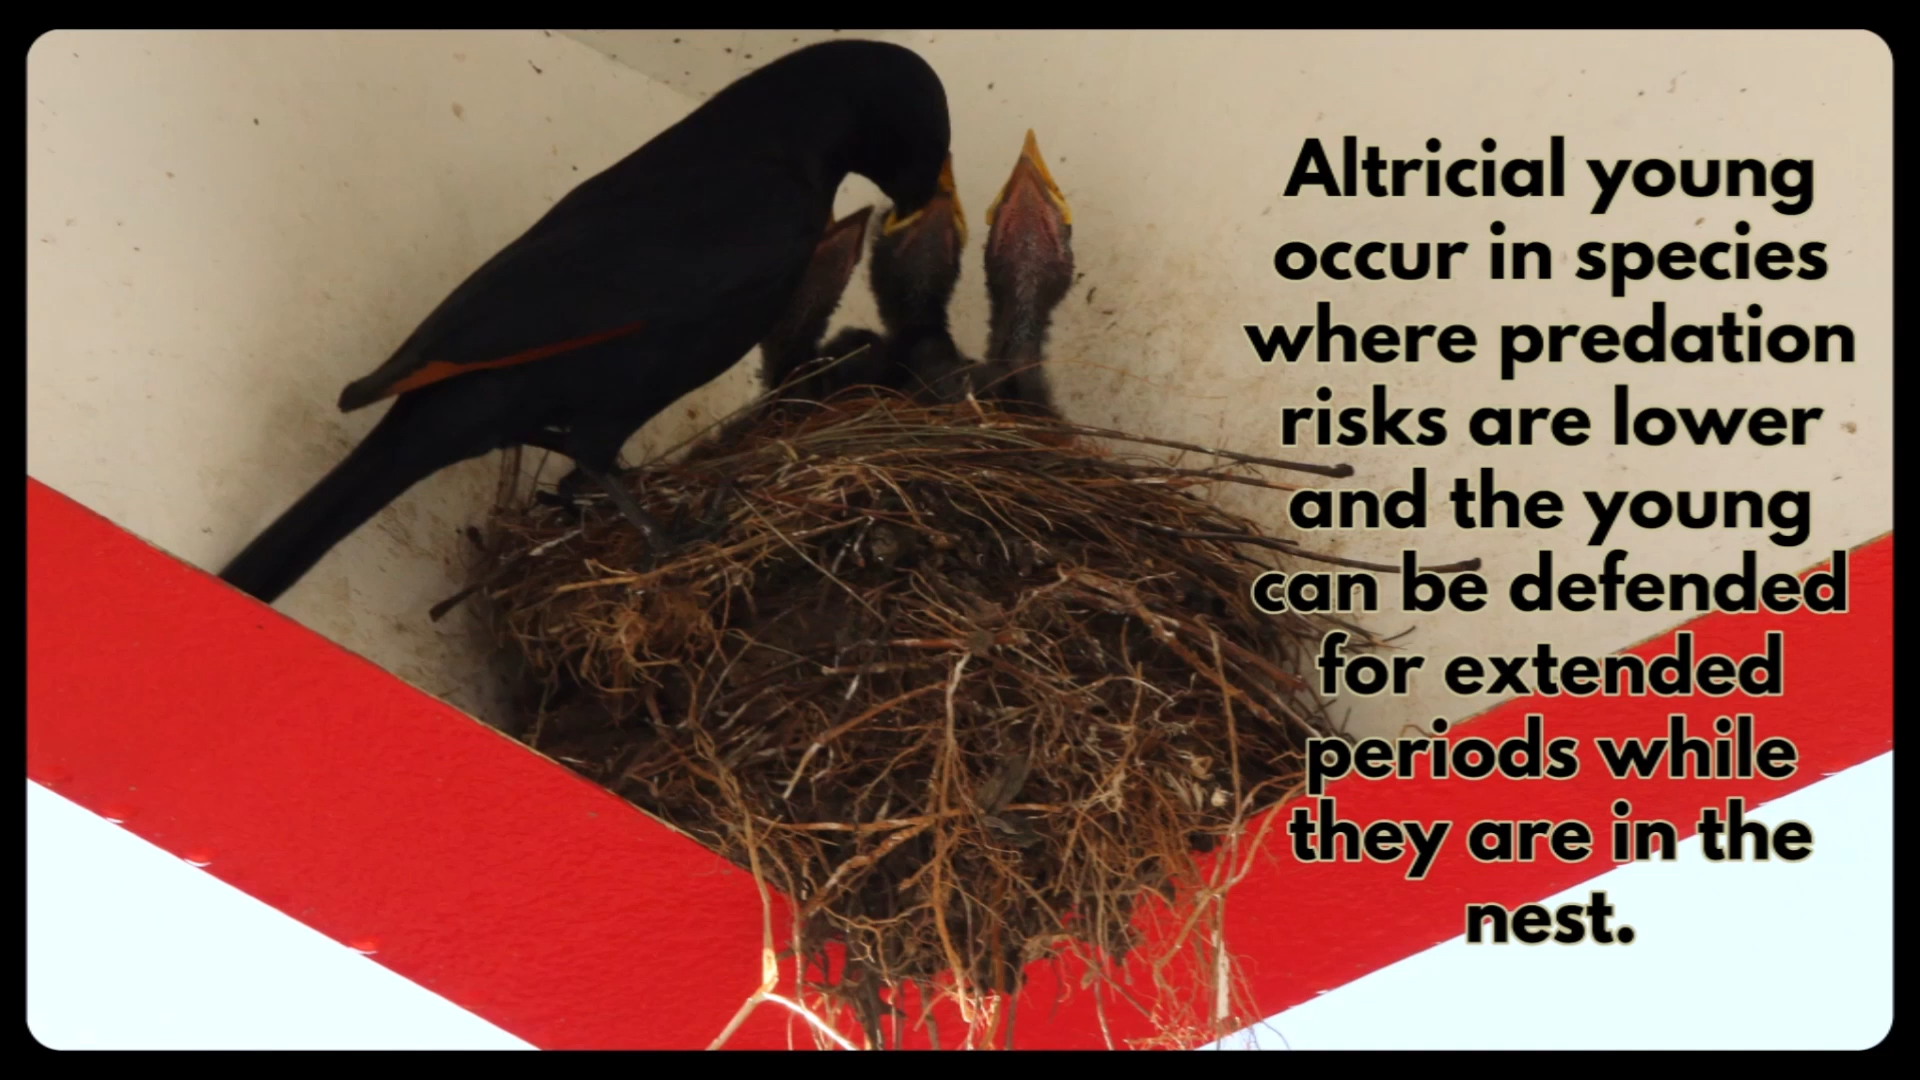 Altricial young
occur in species
where predation
risks are lower
and the young
can be defended
for extended
periods while
they are in the
nest.